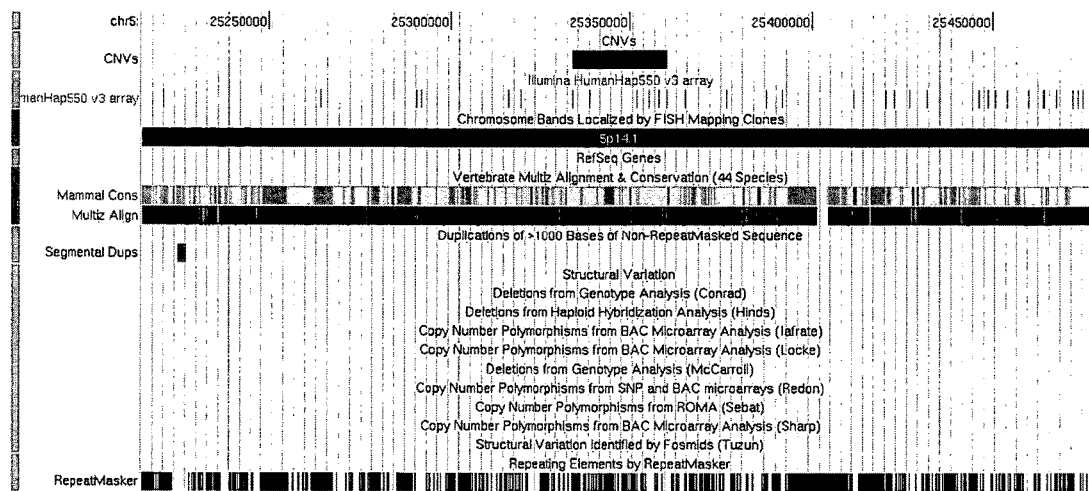 chr5: 25250000 25300000 25350000 25400000 25450000
CNVs
CNVs
Illumina HumanHap550 v3 array
manHap550 v3 array
Chromosome Bands Localized by FISH Mapping Clones
5p14.1
RefSeq Genes
Vertebrate Multiz Alignment & Conservation (44 Species)
Mammal Cons
Multiz Align
Duplications of >1000 Bases of Non-RepeatMasked Sequence
Segmental Dups
Structural Variation
Deletions from Genotype Analysis (Conrad)
Deletions from Haploid Hybridization Analysis (Hinds)
Copy Number Polymorphisms from BAC Microarray Analysis (Iafrate)
Copy Number Polymorphisms from BAC Microarray Analysis (Locke)
Deletions from Genotype Analysis (McCarroll)
Copy Number Polymorphisms from SNP and BAC microarrays (Redon)
Copy Number Polymorphisms from ROMA (Sebat)
Copy Number Polymorphisms from BAC Microarray Analysis (Sharp)
Structural Variation Identified by Fosmids (Tuzun)
Repeating Elements by RepeatMasker
RepeatMasker